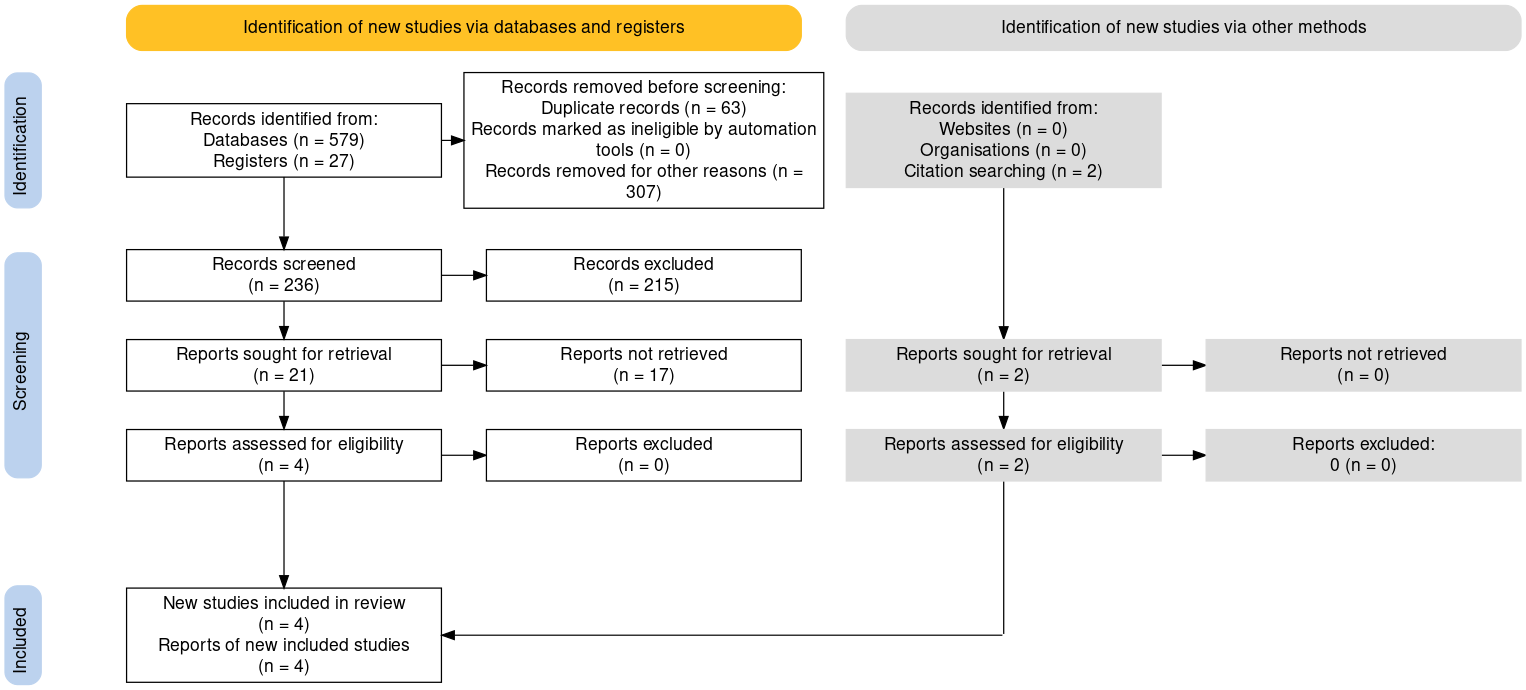 Identification of new studies via databases and registers
Identification of new studies via other methods
Identification
Records identified from:
Databases (n = 579)
Registers (n = 27)
Records removed before screening:
Duplicate records (n = 63)
Records marked as ineligible by automation
tools (n = 0)
Records removed for other reasons (n =
307)
Records identified from:
Websites (n = 0)
Organisations (n = 0)
Citation searching (n = 2)
Screening
Records screened
(n = 236)
Records excluded
(n = 215)
Reports sought for retrieval
(n = 21)
Reports not retrieved
(n = 17)
Reports sought for retrieval
(n = 2)
Reports not retrieved
(n = 0)
Reports assessed for eligibility
(n = 4)
Reports excluded
(n = 0)
Reports assessed for eligibility
(n = 2)
Reports excluded:
0 (n = 0)
Included
New studies included in review
(n = 4)
Reports of new included studies
(n = 4)